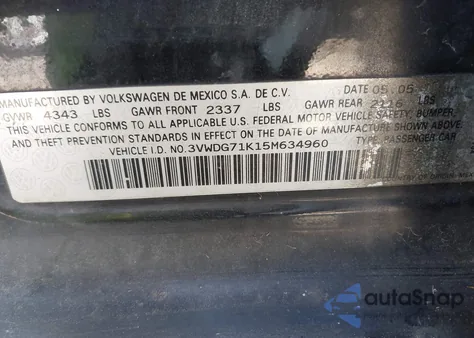 MANUFACTURED BY VOLKSWAGEN DE MEXICO S.A. DE C.V. 05.05
GVWR 4343 LBS GAWR FRONT 2337 LBS GAWR REAR 2116 LBS
THIS VEHICLE CONFORMS TO ALL APPLICABLE U.S. FEDERAL MOTOR VEHICLE SAFETY, BUMPER,
AND THEFT PREVENTION STANDARDS IN EFFECT ON THE DATE OF MANUFACTURE SHOWN ABOVE.
VEHICLE I.D. NO. 3VWDG71K15M634960 TYPE: PASSENGER CAR
autoSnap